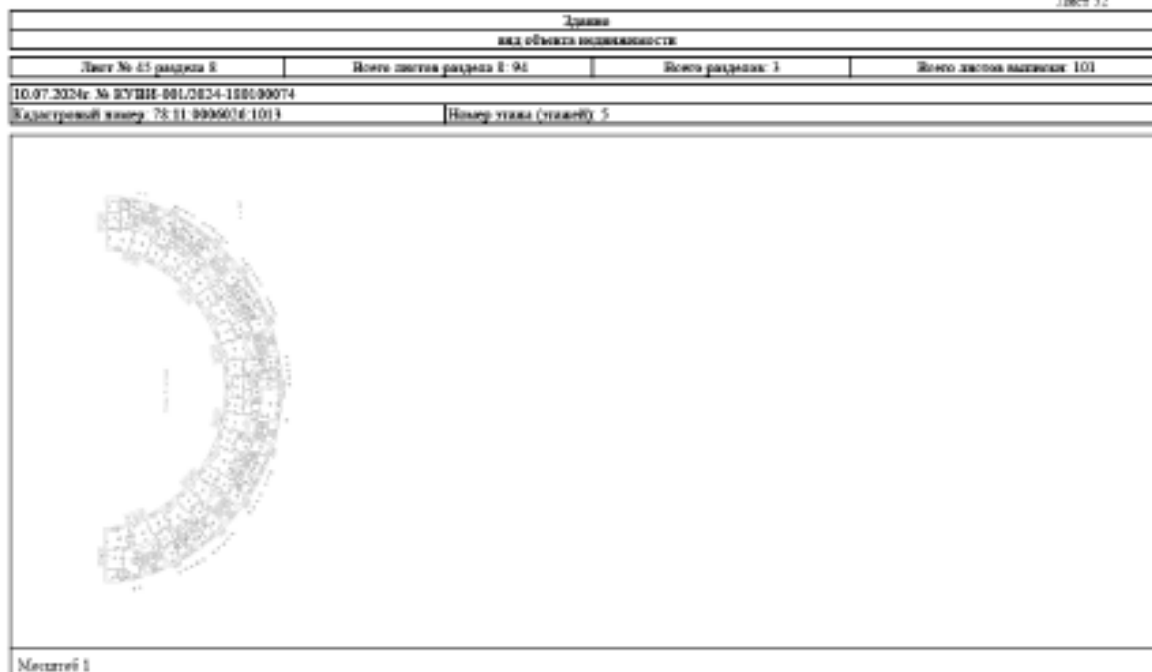 Лист 52
Здание
вид объекта недвижимости
Лист № 45 раздела 8 Всего листов раздела 8: 94 Всего разделов: 3 Всего листов выписки: 101
10.07.2024г. № КУВИ-001/2024-180100074
Кадастровый номер: 78:11:0006026:1013 Номер этажа (этажей): 5
Масштаб 1